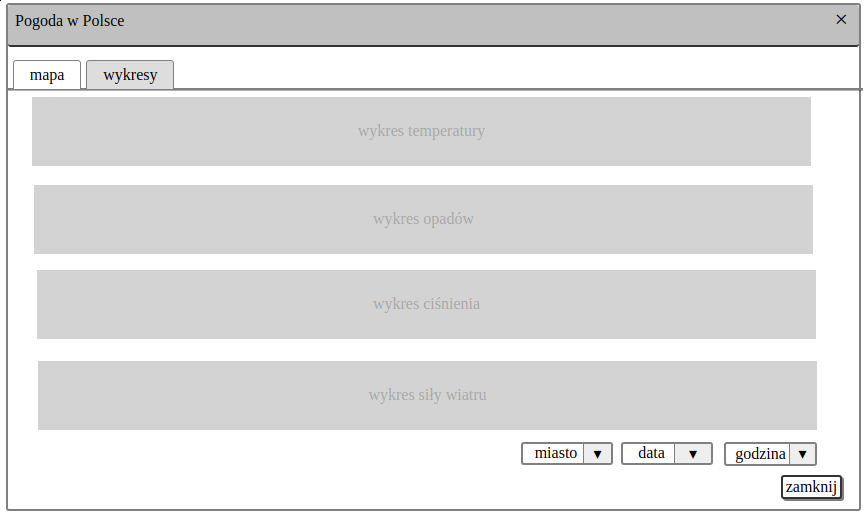 Pogoda w Polsce ×
mapa wykresy
wykres temperatury
wykres opadów
wykres ciśnienia
wykres siły wiatru
miasto ▼ data ▼ godzina ▼
zamknij